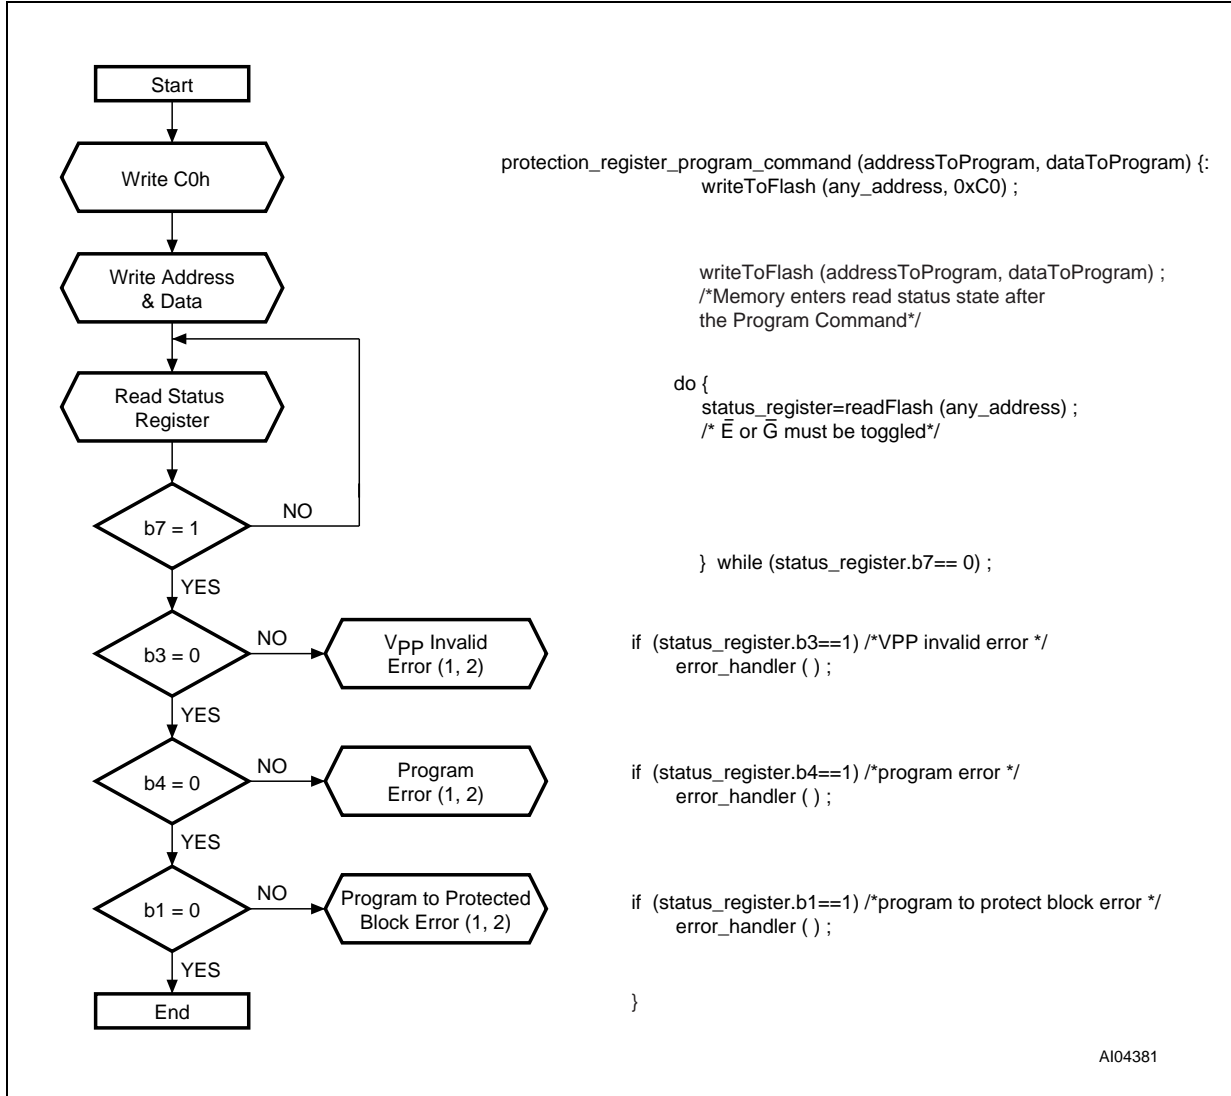 Start
Write C0h
protection_register_program_command (addressToProgram, dataToProgram) {:
writeToFlash (any_address, 0xC0) ;
Write Address
& Data
writeToFlash (addressToProgram, dataToProgram) ;
/*Memory enters read status state after
the Program Command*/
Read Status
Register
do {
status_register=readFlash (any_address) ;
/* E̅ or G̅ must be toggled*/
b7 = 1
NO
YES
} while (status_register.b7== 0) ;
b3 = 0
NO
YES
VPP Invalid
Error (1, 2)
if (status_register.b3==1) /*VPP invalid error */
error_handler ( ) ;
b4 = 0
NO
YES
Program
Error (1, 2)
if (status_register.b4==1) /*program error */
error_handler ( ) ;
b1 = 0
NO
YES
Program to Protected
Block Error (1, 2)
if (status_register.b1==1) /*program to protect block error */
error_handler ( ) ;
End
}
AI04381